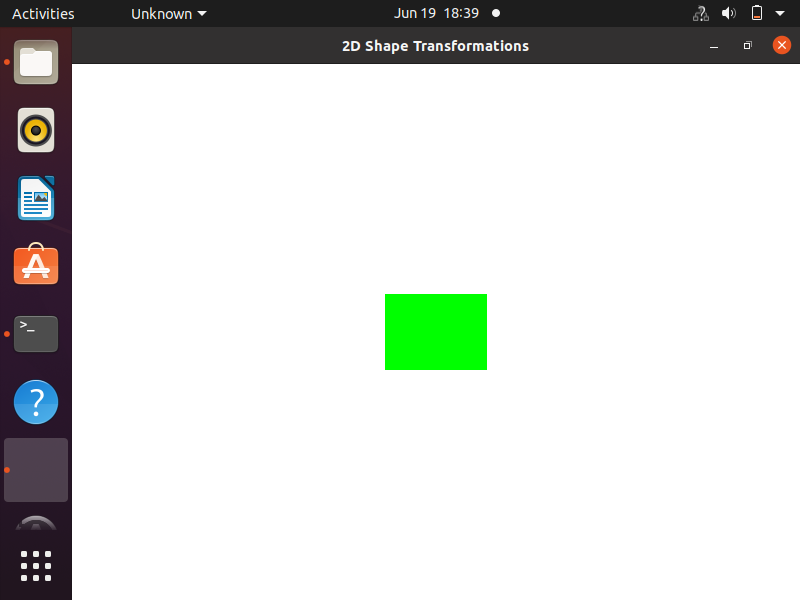 Activities
Unknown
Jun 19 18:39
2D Shape Transformations
>_
?